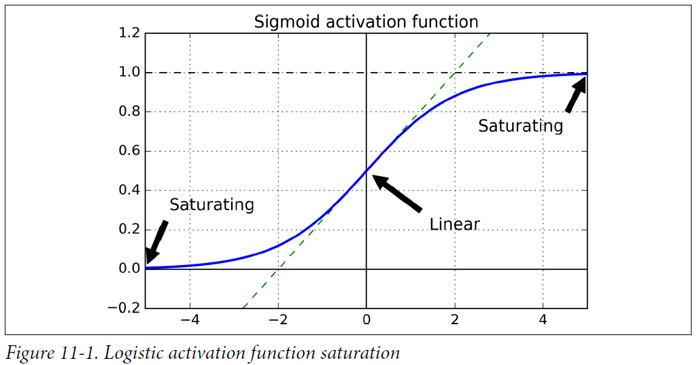 Sigmoid activation function
1.2
1.0
0.8
Saturating
0.6
0.4
Saturating
Linear
0.2
0.0
−0.2
−4 −2 0 2 4
Figure 11-1. Logistic activation function saturation